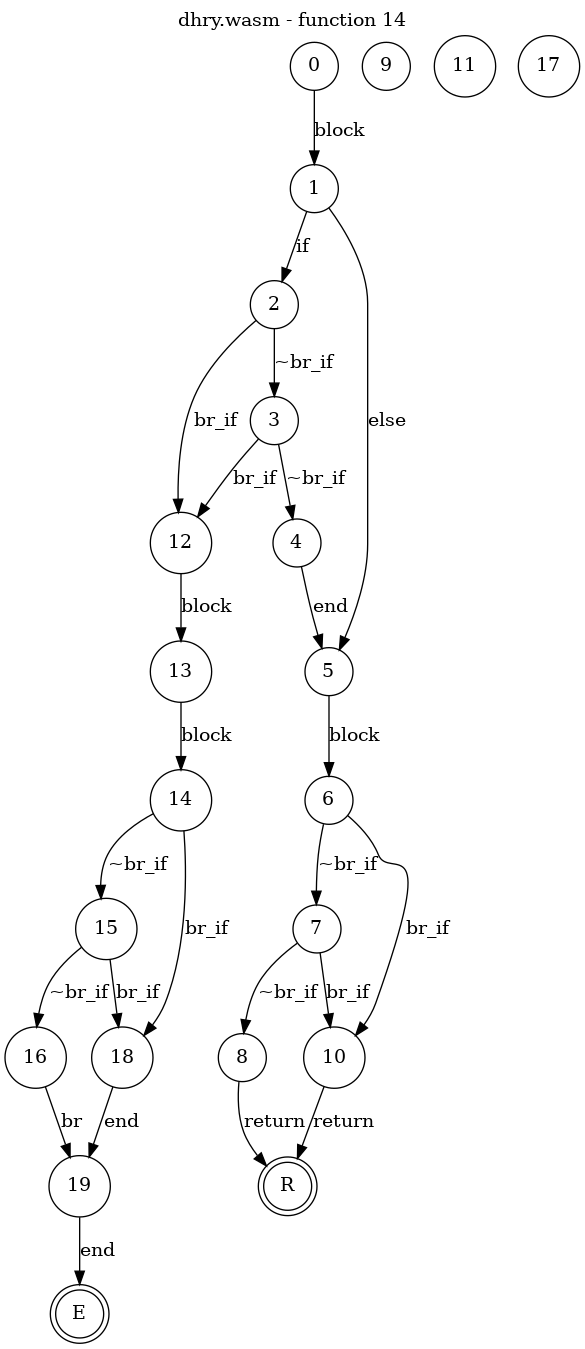 dhry.wasm - function 14
0 9 11 17
block
1
if
2
br_if ~br_if else
3
br_if ~br_if
12 4
block end
13 5
block block
14 6
~br_if br_if ~br_if br_if
15 7
~br_if br_if ~br_if br_if
16 18 8 10
br end return return
19 R
end
E